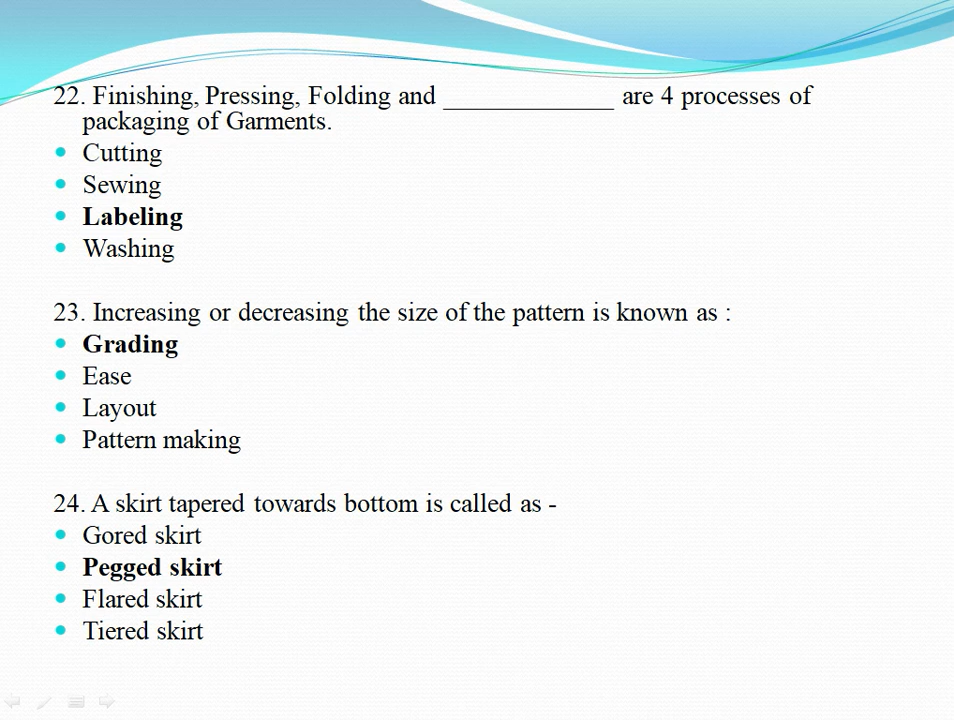 22. Finishing, Pressing, Folding and _____________ are 4 processes of
packaging of Garments.
• Cutting
• Sewing
• Labeling
• Washing
23. Increasing or decreasing the size of the pattern is known as :
• Grading
• Ease
• Layout
• Pattern making
24. A skirt tapered towards bottom is called as -
• Gored skirt
• Pegged skirt
• Flared skirt
• Tiered skirt